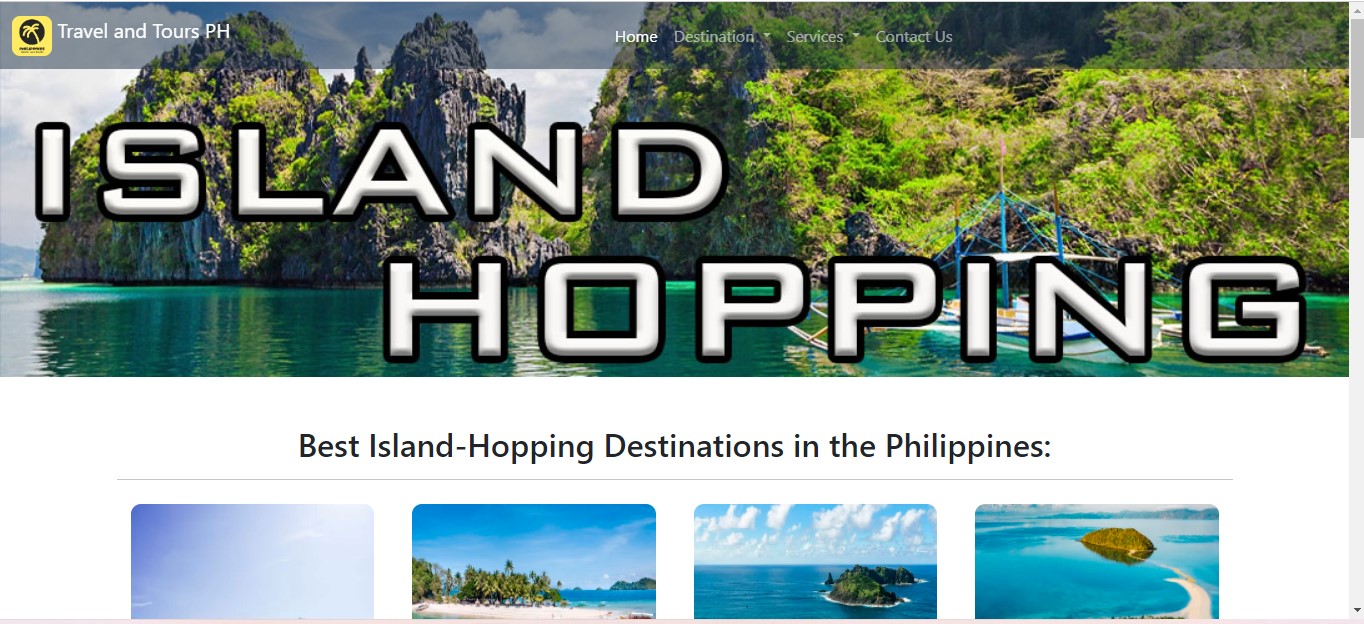 Travel and Tours PH
Home Destination Services Contact Us
ISLAND
HOPPING
Best Island-Hopping Destinations in the Philippines: